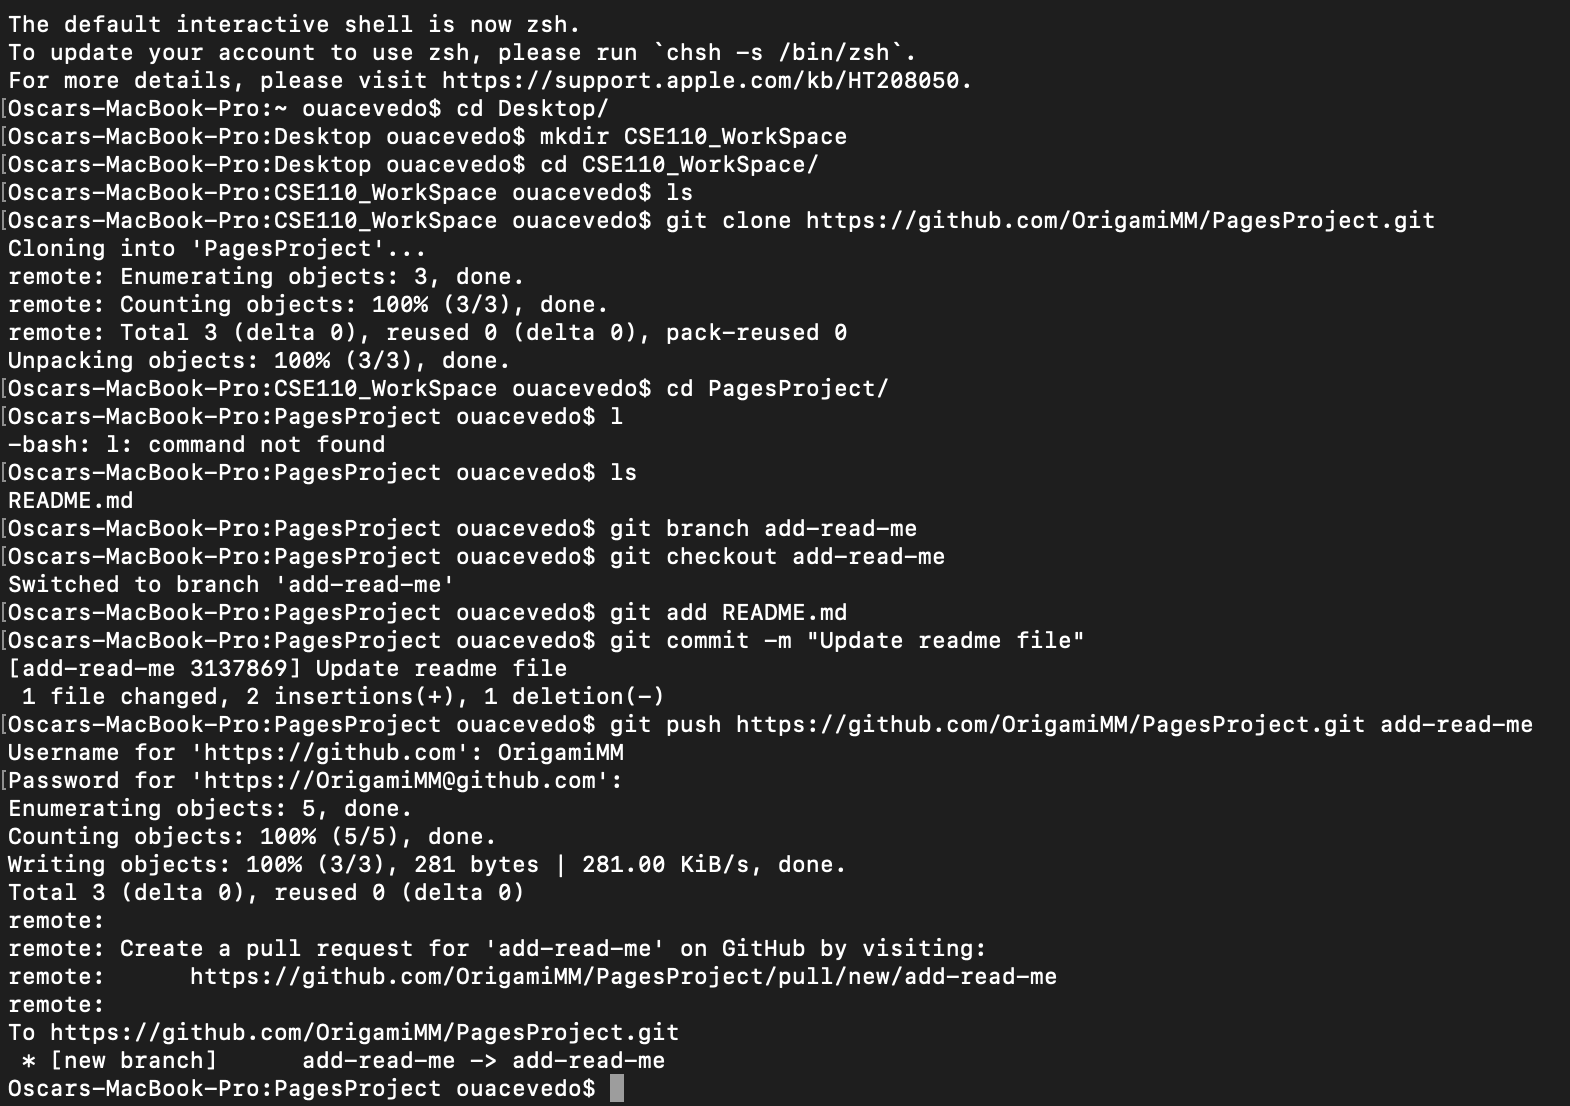 The default interactive shell is now zsh.
To update your account to use zsh, please run `chsh -s /bin/zsh`.
For more details, please visit https://support.apple.com/kb/HT208050.
[Oscars-MacBook-Pro:~ ouacevedo$ cd Desktop/
[Oscars-MacBook-Pro:Desktop ouacevedo$ mkdir CSE110_WorkSpace
[Oscars-MacBook-Pro:Desktop ouacevedo$ cd CSE110_WorkSpace/
[Oscars-MacBook-Pro:CSE110_WorkSpace ouacevedo$ ls
[Oscars-MacBook-Pro:CSE110_WorkSpace ouacevedo$ git clone https://github.com/OrigamiMM/PagesProject.git
Cloning into 'PagesProject'...
remote: Enumerating objects: 3, done.
remote: Counting objects: 100% (3/3), done.
remote: Total 3 (delta 0), reused 0 (delta 0), pack-reused 0
Unpacking objects: 100% (3/3), done.
[Oscars-MacBook-Pro:CSE110_WorkSpace ouacevedo$ cd PagesProject/
[Oscars-MacBook-Pro:PagesProject ouacevedo$ l
-bash: l: command not found
[Oscars-MacBook-Pro:PagesProject ouacevedo$ ls
README.md
[Oscars-MacBook-Pro:PagesProject ouacevedo$ git branch add-read-me
[Oscars-MacBook-Pro:PagesProject ouacevedo$ git checkout add-read-me
Switched to branch 'add-read-me'
[Oscars-MacBook-Pro:PagesProject ouacevedo$ git add README.md
[Oscars-MacBook-Pro:PagesProject ouacevedo$ git commit -m "Update readme file"
[add-read-me 3137869] Update readme file
 1 file changed, 2 insertions(+), 1 deletion(-)
[Oscars-MacBook-Pro:PagesProject ouacevedo$ git push https://github.com/OrigamiMM/PagesProject.git add-read-me
Username for 'https://github.com': OrigamiMM
[Password for 'https://OrigamiMM@github.com':
Enumerating objects: 5, done.
Counting objects: 100% (5/5), done.
Writing objects: 100% (3/3), 281 bytes | 281.00 KiB/s, done.
Total 3 (delta 0), reused 0 (delta 0)
remote:
remote: Create a pull request for 'add-read-me' on GitHub by visiting:
remote:      https://github.com/OrigamiMM/PagesProject/pull/new/add-read-me
remote:
To https://github.com/OrigamiMM/PagesProject.git
 * [new branch]      add-read-me -> add-read-me
Oscars-MacBook-Pro:PagesProject ouacevedo$